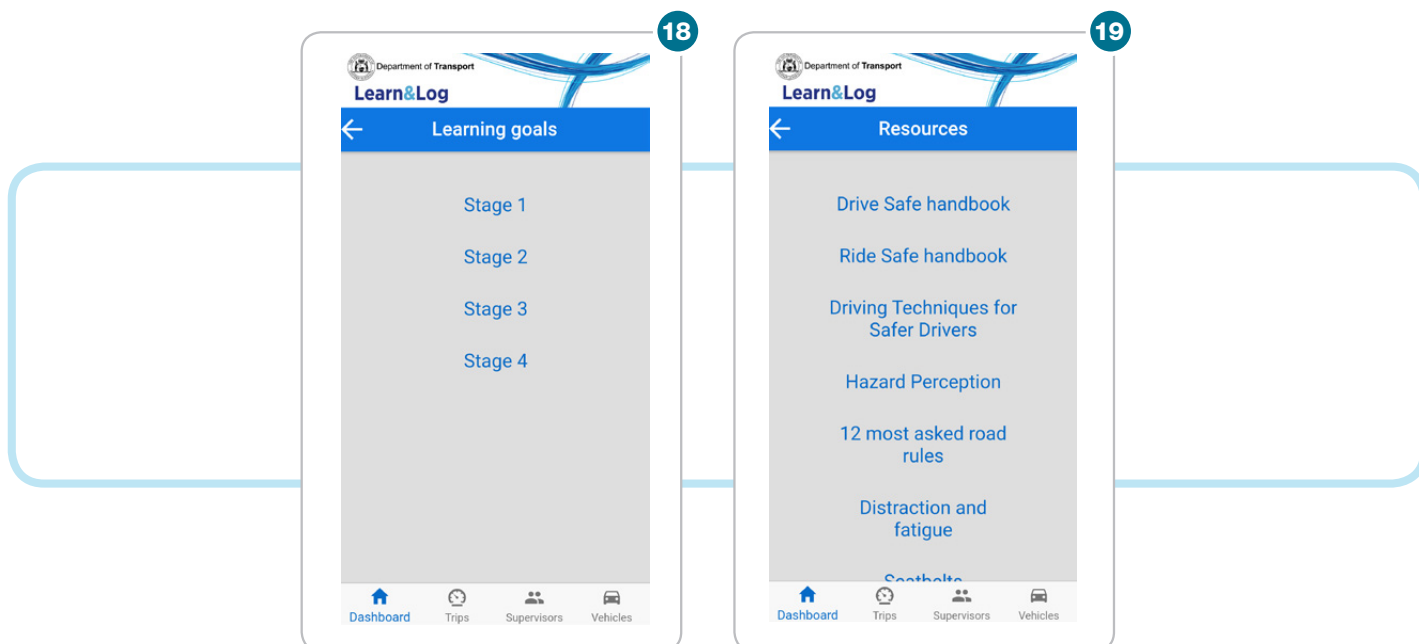 18
Department of Transport
Learn&Log
Learning goals
Stage 1
Stage 2
Stage 3
Stage 4
Dashboard
Trips
Supervisors
Vehicles
19
Department of Transport
Learn&Log
Resources
Drive Safe handbook
Ride Safe handbook
Driving Techniques for
Safer Drivers
Hazard Perception
12 most asked road
rules
Distraction and
fatigue
Seatbelts
Dashboard
Trips
Supervisors
Vehicles